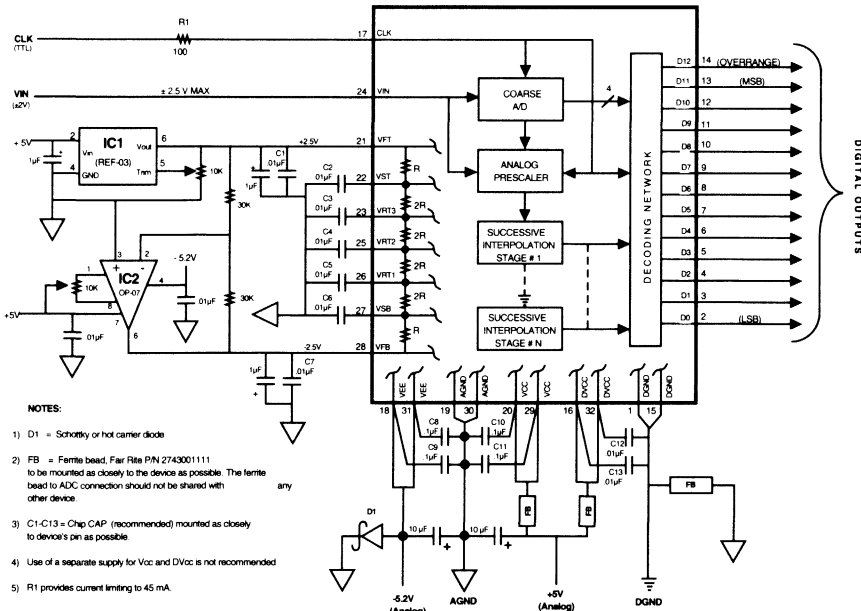 R1
CLK
(TTL)
100
17 CLK
VIN
(±2V)
± 2.5 V MAX
24 VIN
COARSE
A/D
4
ANALOG
PRESCALER
SUCCESSIVE
INTERPOLATION
STAGE # 1
SUCCESSIVE
INTERPOLATION
STAGE # N
DECODING NETWORK
D12 14 (OVERRANGE)
D11 13 (MSB)
D10 12
D9 11
D8 10
D7 9
D6 8
D5 7
D4 6
D3 5
D2 4
D1 3
D0 2 (LSB)
DIGITAL OUTPUTS
+ 5V
1µF
+
2
Vin
IC1
(REF-03)
Vout
6
Trim
5
4
GND
10K
+2.5V
21 VFT
30K
30K
1µF
C1
.01µF
C2
.01µF
22 VST
C3
.01µF
23 VRT3
C4
.01µF
25 VRT2
C5
.01µF
26 VRT1
C6
.01µF
27 VSB
-2.5V
28 VFB
R
2R
2R
2R
2R
R
3
2
+
-
IC2
OP-07
1
10K
8
7
6
4
- 5.2V
.01µF
+5V
.01µF
1µF
+
C7
.01µF
VEE
VEE
AGND
AGND
VCC
VCC
DVCC
DVCC
DGND
DGND
18
31
19
30
20
29
16
32
1
15
C8
.1µF
C9
.1µF
C10
.1µF
C11
.1µF
C12
.01µF
C13
.01µF
FB
FB
FB
D1
10 µF
+
10 µF
+
-5.2V
(Analog)
AGND
+5V
(Analog)
DGND
NOTES:
1) D1 = Schottky or hot carrier diode
2) FB = Ferrite bead, Fair Rite P/N 2743001111
to be mounted as closely to the device as possible. The ferrite
bead to ADC connection should not be shared with any
other device.
3) C1-C13 = Chip CAP (recommended) mounted as closely
to device's pin as possible.
4) Use of a separate supply for Vcc and DVcc is not recommended
5) R1 provides current limiting to 45 mA.